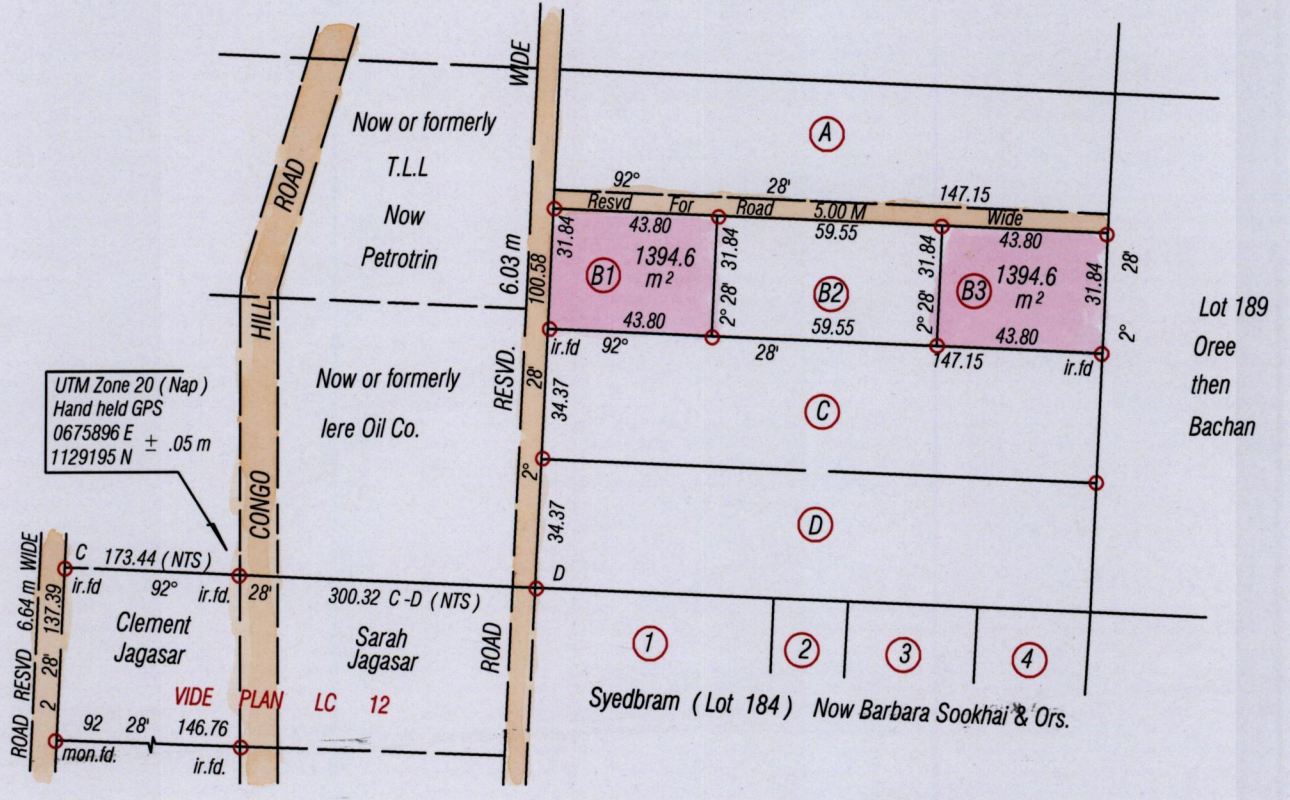 WIDE
Now or formerly
T.L.L
Now
Petrotrin
ROAD
HILL
CONGO
A
92° 28' 147.15
Resvd For Road 5.00 M Wide
43.80 59.55 43.80
31.84 31.84 31.84 31.84
B1 1394.6 m²
B2
B3 1394.6 m²
2° 28' 2° 28'
28'
2°
43.80 59.55 43.80
ir.fd 92° 28' 147.15 ir.fd
6.03 m
100.58
RESVD.
28'
34.37
2°
34.37
ROAD
Lot 189
Oree
then
Bachan
Now or formerly
Iere Oil Co.
C
D
UTM Zone 20 ( Nap )
Hand held GPS
0675896 E
1129195 N
± .05 m
C 173.44 ( NTS )
ir.fd 92° ir.fd. 28'
300.32 C -D ( NTS )
D
ROAD RESVD 6.64 m WIDE
2 28' 137.39
Clement
Jagasar
Sarah
Jagasar
VIDE PLAN LC 12
92 28' 146.76
mon.fd. ir.fd.
1 2 3 4
Syedbram ( Lot 184 ) Now Barbara Sookhai & Ors.